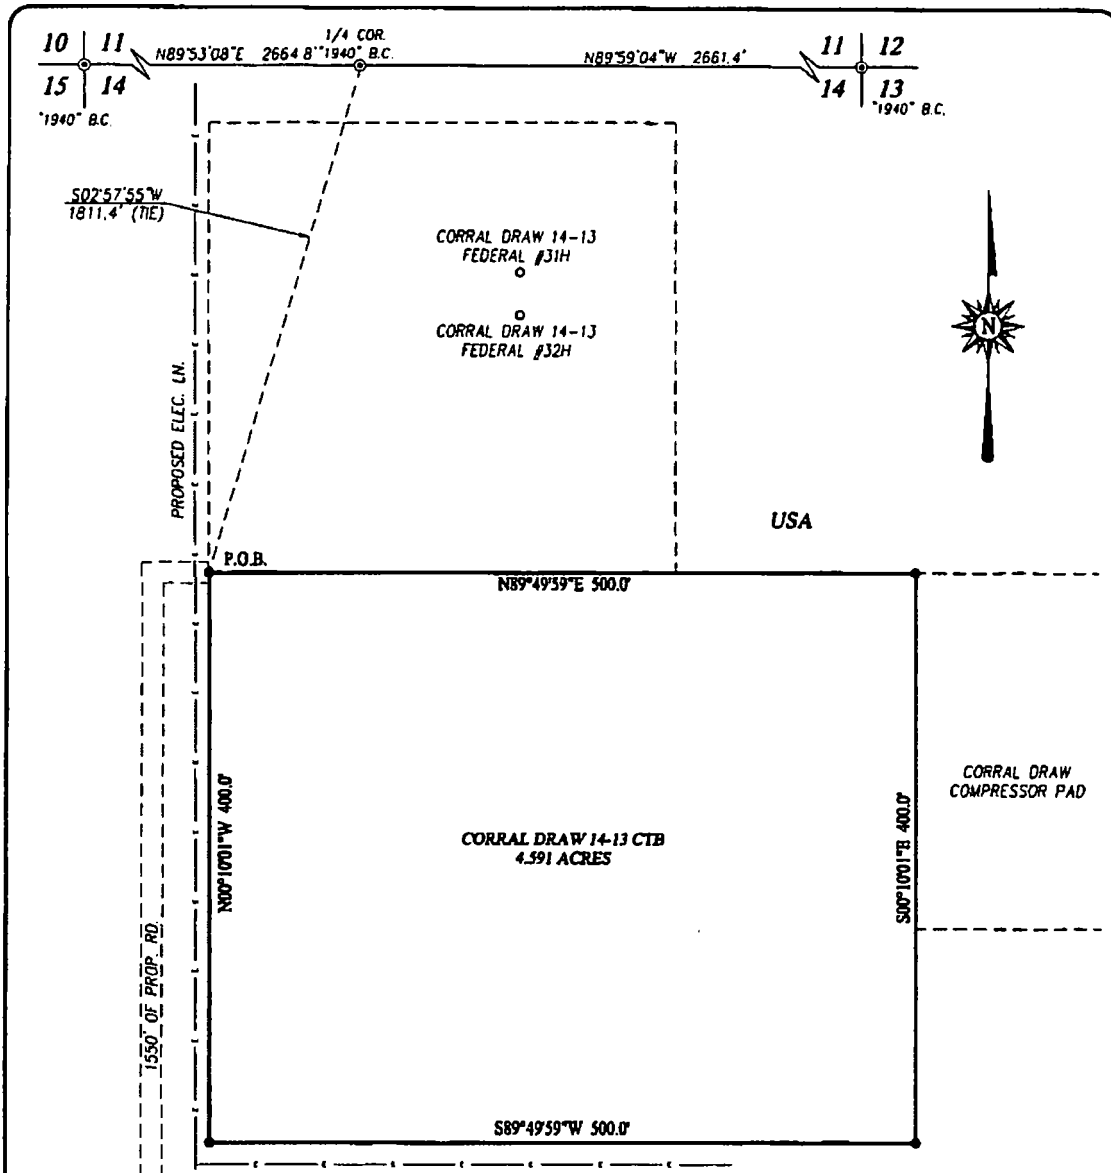 1/4 COR.
10 11
N89°53'08"E 2664.8' "1940" B.C.
N89°59'04"W 2661.4'
11 12
15 14
"1940" B.C.
14 13
"1940" B.C.
S02°57'55"W
1811.4' (TIE)
CORRAL DRAW 14-13
FEDERAL #31H
CORRAL DRAW 14-13
FEDERAL #32H
N
PROPOSED ELEC. LN.
USA
P.O.B.
N89°49'59"E 500.0'
CORRAL DRAW
COMPRESSOR PAD
N00°10'01"W 400.0'
S00°10'01"E 400.0'
CORRAL DRAW 14-13 CTB
4.591 ACRES
1550' OF PROP. RD.
S89°49'59"W 500.0'
E E E E E E E